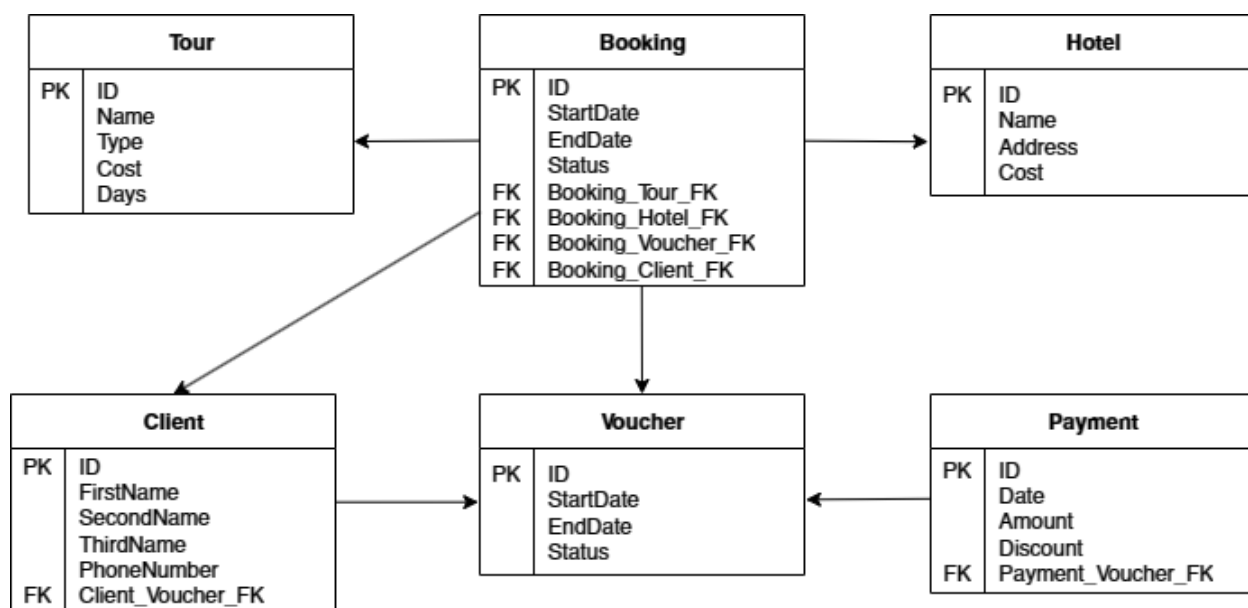 Tour
PK ID
Name
Type
Cost
Days
Booking
PK ID
StartDate
EndDate
Status
FK Booking_Tour_FK
FK Booking_Hotel_FK
FK Booking_Voucher_FK
FK Booking_Client_FK
Hotel
PK ID
Name
Address
Cost
Client
PK ID
FirstName
SecondName
ThirdName
PhoneNumber
FK Client_Voucher_FK
Voucher
PK ID
StartDate
EndDate
Status
Payment
PK ID
Date
Amount
Discount
FK Payment_Voucher_FK